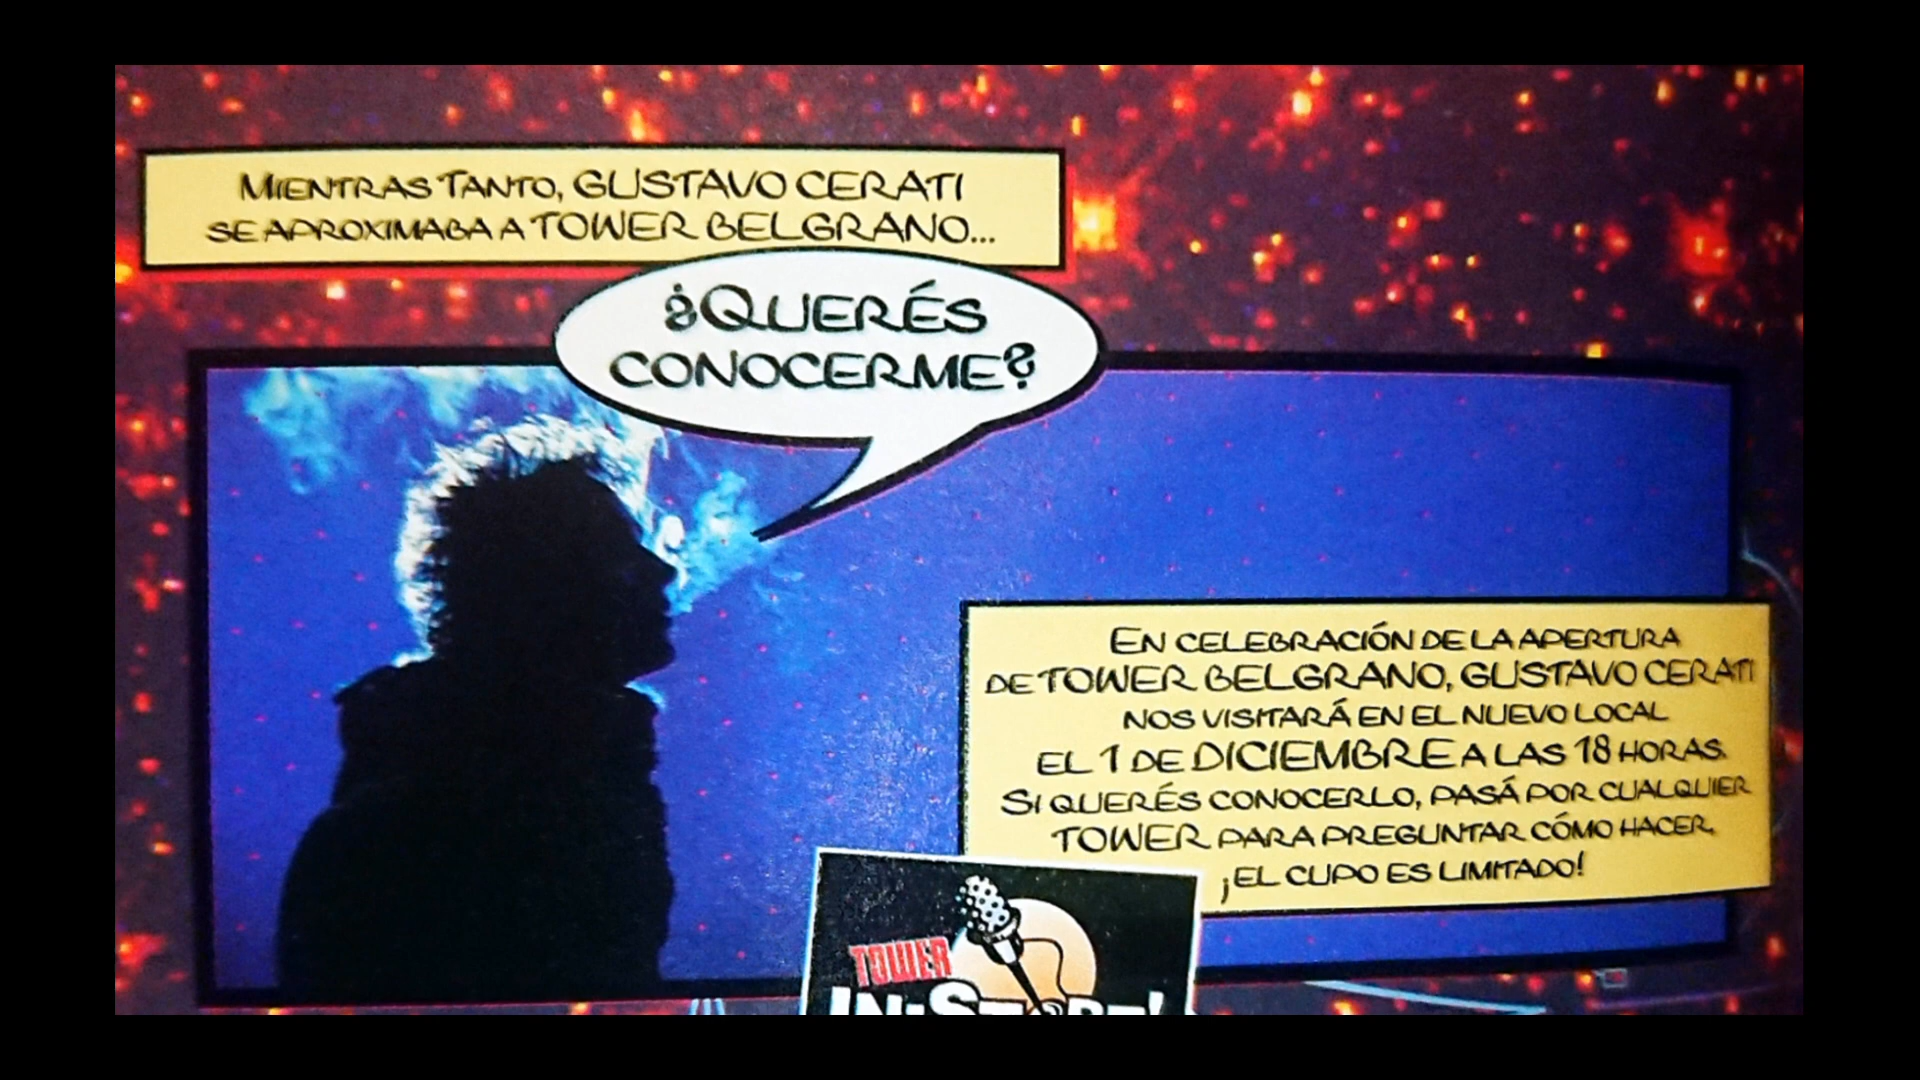 MIENTRAS TANTO, GUSTAVO CERATI
SE APROXIMABA A TOWER BELGRANO...
¿QUERÉS
CONOCERME?
EN CELEBRACIÓN DE LA APERTURA
DE TOWER BELGRANO, GUSTAVO CERATI
NOS VISITARÁ EN EL NUEVO LOCAL
EL 1 DE DICIEMBRE A LAS 18 HORAS.
SI QUERÉS CONOCERLO, PASÁ POR CUALQUIER
TOWER PARA PREGUNTAR CÓMO HACER.
¡EL CUPO ES LIMITADO!
TOWER
IN-STORE!